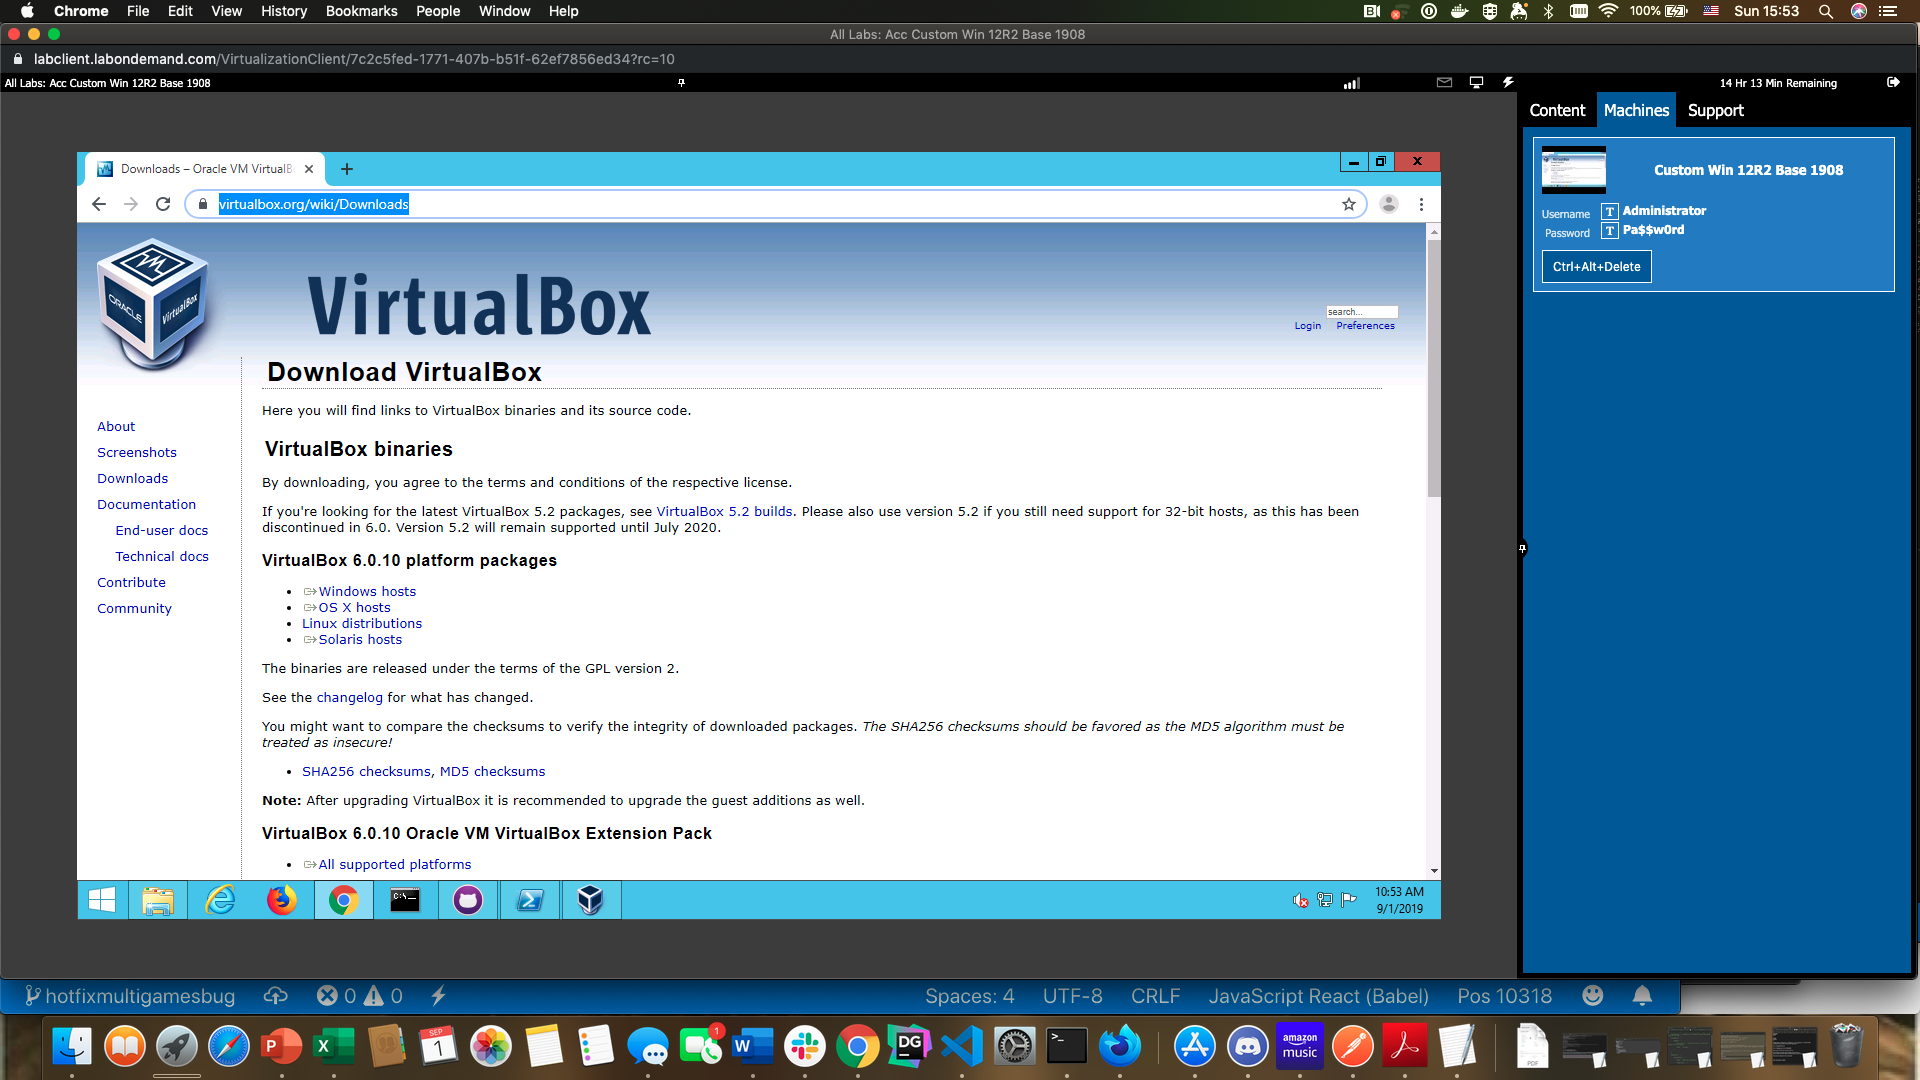 Chrome File Edit View History Bookmarks People Window Help 100% Sun 15:53
All Labs: Acc Custom Win 12R2 Base 1908
labclient.labondemand.com/VirtualizationClient/7c2c5fed-1771-407b-b51f-62ef7856ed34?rc=10
All Labs: Acc Custom Win 12R2 Base 1908 14 Hr 13 Min Remaining
Content Machines Support
Custom Win 12R2 Base 1908
Username T Administrator
Password T Pa$$w0rd
Ctrl+Alt+Delete
Downloads – Oracle VM VirtualB
virtualbox.org/wiki/Downloads
ORACLE
VirtualBox
VirtualBox
search...
Login Preferences
About
Screenshots
Downloads
Documentation
End-user docs
Technical docs
Contribute
Community
Download VirtualBox
Here you will find links to VirtualBox binaries and its source code.
VirtualBox binaries
By downloading, you agree to the terms and conditions of the respective license.
If you're looking for the latest VirtualBox 5.2 packages, see VirtualBox 5.2 builds. Please also use version 5.2 if you still need support for 32-bit hosts, as this has been
discontinued in 6.0. Version 5.2 will remain supported until July 2020.
VirtualBox 6.0.10 platform packages
• Windows hosts
• OS X hosts
• Linux distributions
• Solaris hosts
The binaries are released under the terms of the GPL version 2.
See the changelog for what has changed.
You might want to compare the checksums to verify the integrity of downloaded packages. The SHA256 checksums should be favored as the MD5 algorithm must be
treated as insecure!
• SHA256 checksums, MD5 checksums
Note: After upgrading VirtualBox it is recommended to upgrade the guest additions as well.
VirtualBox 6.0.10 Oracle VM VirtualBox Extension Pack
• All supported platforms
C:\_
10:53 AM
9/1/2019
hotfixmultigamesbug 0 0 Spaces: 4 UTF-8 CRLF JavaScript React (Babel) Pos 10318
P X SEP 1 1 W DG >_ amazon music PDF